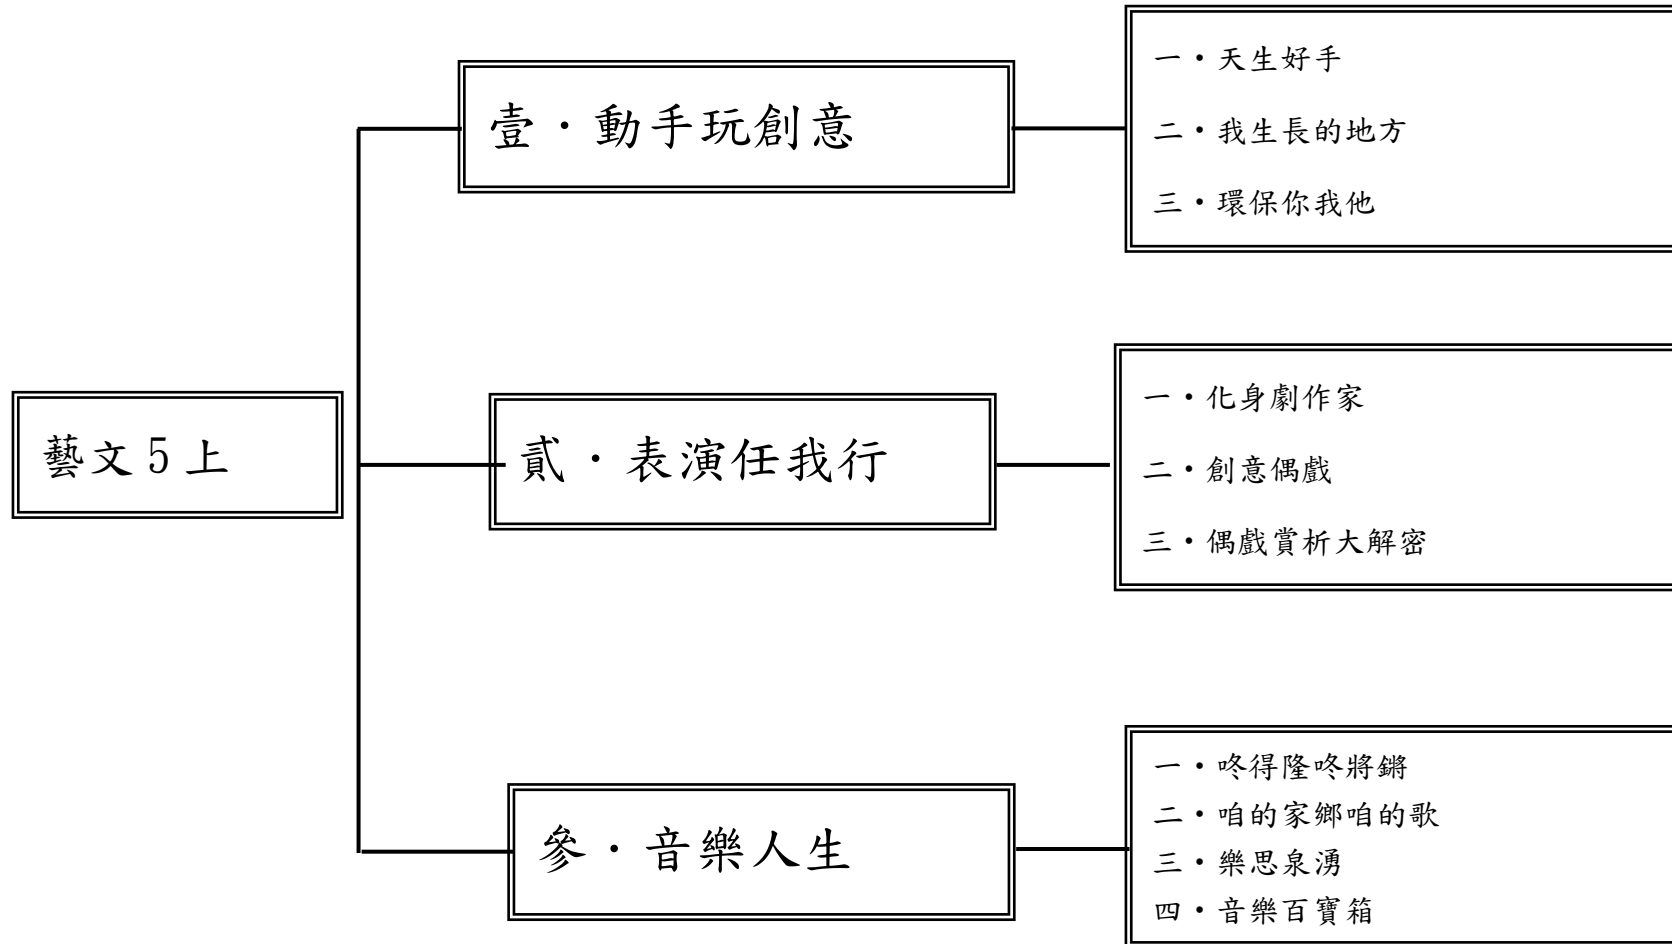 藝文5上
壹．動手玩創意
一・天生好手
二・我生長的地方
三・環保你我他
貳．表演任我行
一・化身劇作家
二・創意偶戲
三・偶戲賞析大解密
參．音樂人生
一・咚得隆咚將鏘
二・咱的家鄉咱的歌
三・樂思泉湧
四・音樂百寶箱